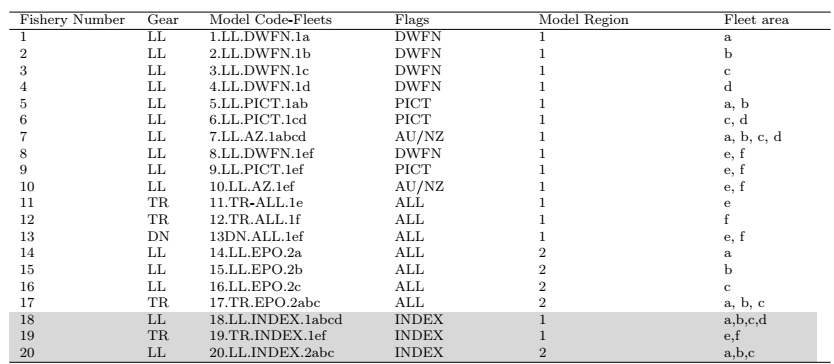 Fishery Number Gear Model Code-Fleets Flags Model Region Fleet area
1 LL 1.LL.DWFN.1a DWFN 1 a
2 LL 2.LL.DWFN.1b DWFN 1 b
3 LL 3.LL.DWFN.1c DWFN 1 c
4 LL 4.LL.DWFN.1d DWFN 1 d
5 LL 5.LL.PICT.1ab PICT 1 a, b
6 LL 6.LL.PICT.1cd PICT 1 c, d
7 LL 7.LL.AZ.1abcd AU/NZ 1 a, b, c, d
8 LL 8.LL.DWFN.1ef DWFN 1 e, f
9 LL 9.LL.PICT.1ef PICT 1 e, f
10 LL 10.LL.AZ.1ef AU/NZ 1 e, f
11 TR 11.TR-ALL.1e ALL 1 e
12 TR 12.TR.ALL.1f ALL 1 f
13 DN 13DN.ALL.1ef ALL 1 e, f
14 LL 14.LL.EPO.2a ALL 2 a
15 LL 15.LL.EPO.2b ALL 2 b
16 LL 16.LL.EPO.2c ALL 2 c
17 TR 17.TR.EPO.2abc ALL 2 a, b, c
18 LL 18.LL.INDEX.1abcd INDEX 1 a,b,c,d
19 TR 19.TR.INDEX.1ef INDEX 1 e,f
20 LL 20.LL.INDEX.2abc INDEX 2 a,b,c